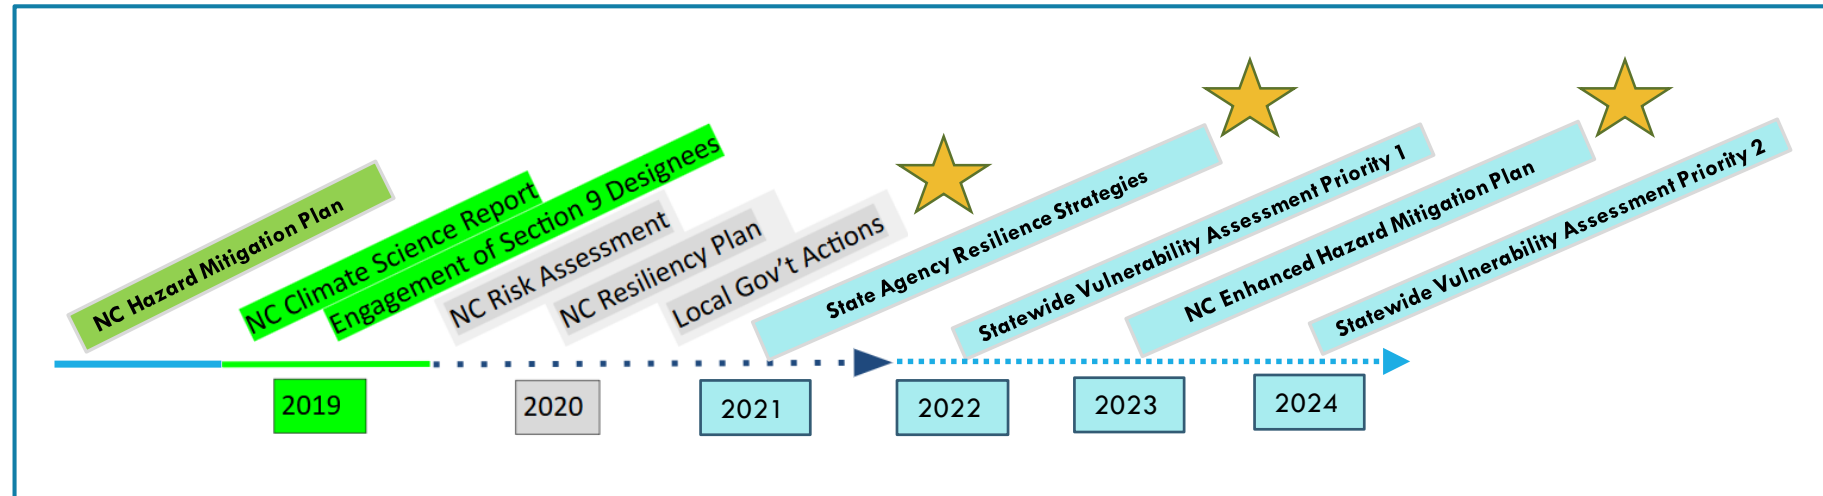 NC Hazard Mitigation Plan
NC Climate Science Report
Engagement of Section 9 Designees
NC Risk Assessment
NC Resiliency Plan
Local Gov't Actions
State Agency Resilience Strategies
Statewide Vulnerability Assessment Priority 1
NC Enhanced Hazard Mitigation Plan
Statewide Vulnerability Assessment Priority 2
2019
2020
2021
2022
2023
2024